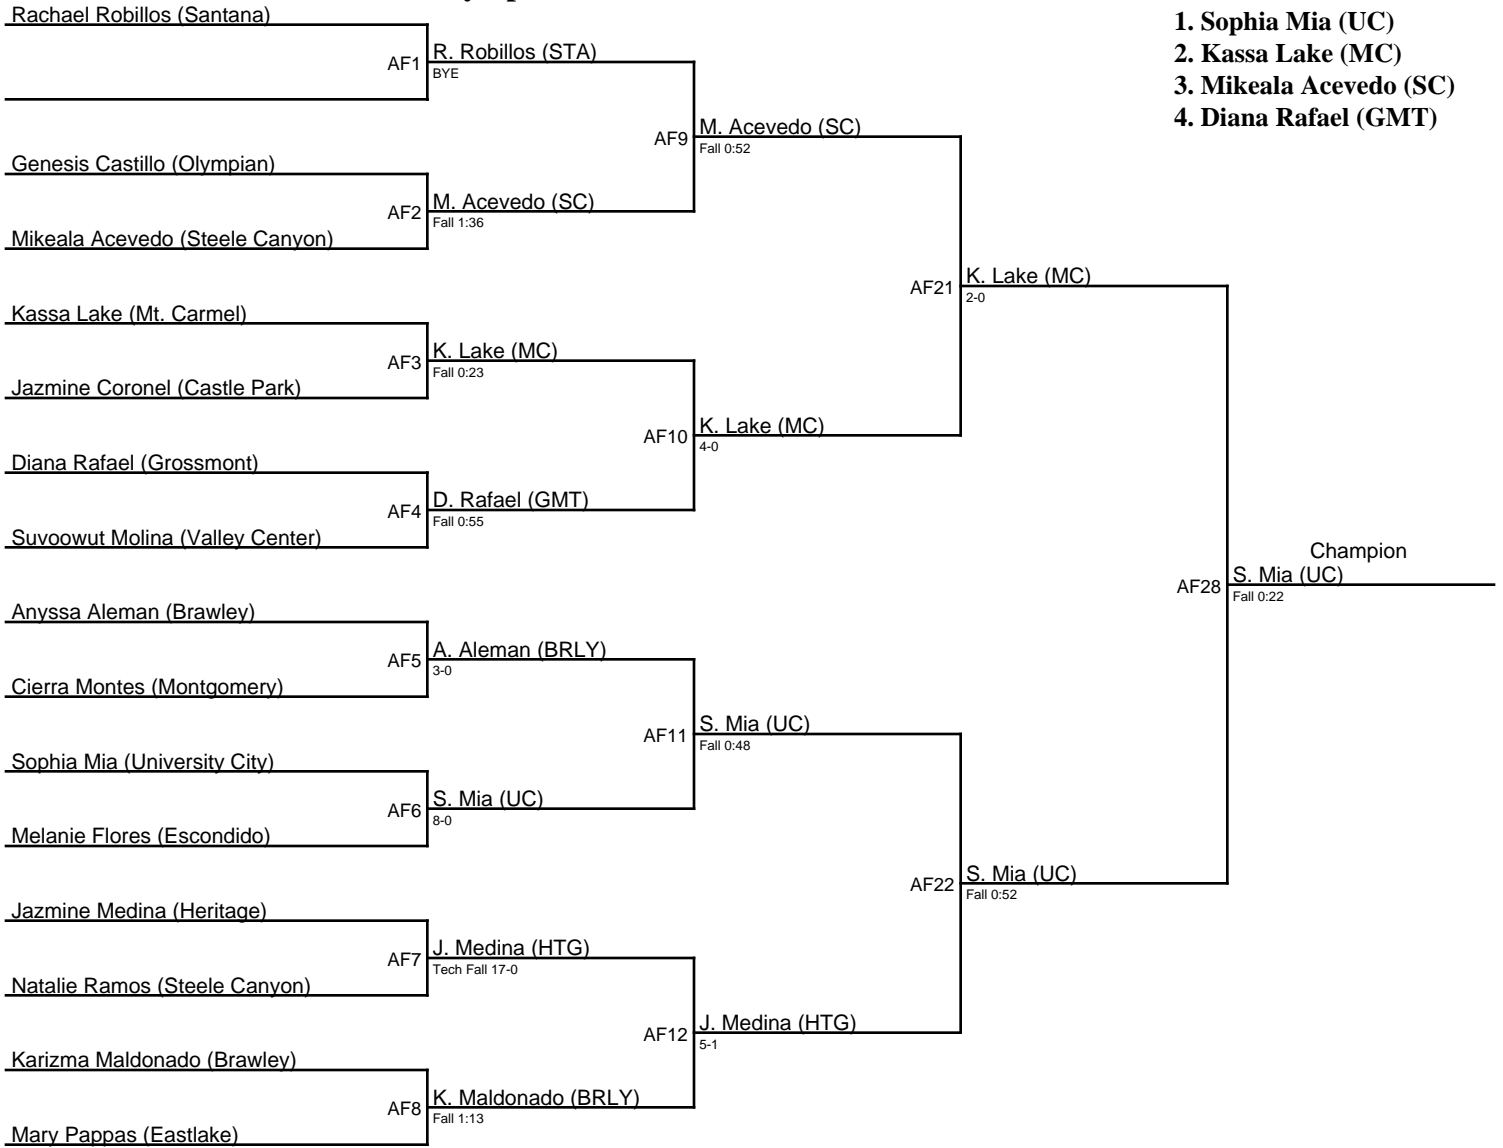 Rachael Robillos (Santana)
AF1
R. Robillos (STA)
BYE
Genesis Castillo (Olympian)
AF2
M. Acevedo (SC)
Fall 1:36
Mikeala Acevedo (Steele Canyon)
AF9
M. Acevedo (SC)
Fall 0:52
Kassa Lake (Mt. Carmel)
AF3
K. Lake (MC)
Fall 0:23
Jazmine Coronel (Castle Park)
AF10
K. Lake (MC)
4-0
Diana Rafael (Grossmont)
AF4
D. Rafael (GMT)
Fall 0:55
Suvoowut Molina (Valley Center)
AF21
K. Lake (MC)
2-0
Anyssa Aleman (Brawley)
AF5
A. Aleman (BRLY)
3-0
Cierra Montes (Montgomery)
AF11
S. Mia (UC)
Fall 0:48
Sophia Mia (University City)
AF6
S. Mia (UC)
8-0
Melanie Flores (Escondido)
AF22
S. Mia (UC)
Fall 0:52
Jazmine Medina (Heritage)
AF7
J. Medina (HTG)
Tech Fall 17-0
Natalie Ramos (Steele Canyon)
AF12
J. Medina (HTG)
5-1
Karizma Maldonado (Brawley)
AF8
K. Maldonado (BRLY)
Fall 1:13
Mary Pappas (Eastlake)
Champion
AF28
S. Mia (UC)
Fall 0:22
1. Sophia Mia (UC)
2. Kassa Lake (MC)
3. Mikeala Acevedo (SC)
4. Diana Rafael (GMT)